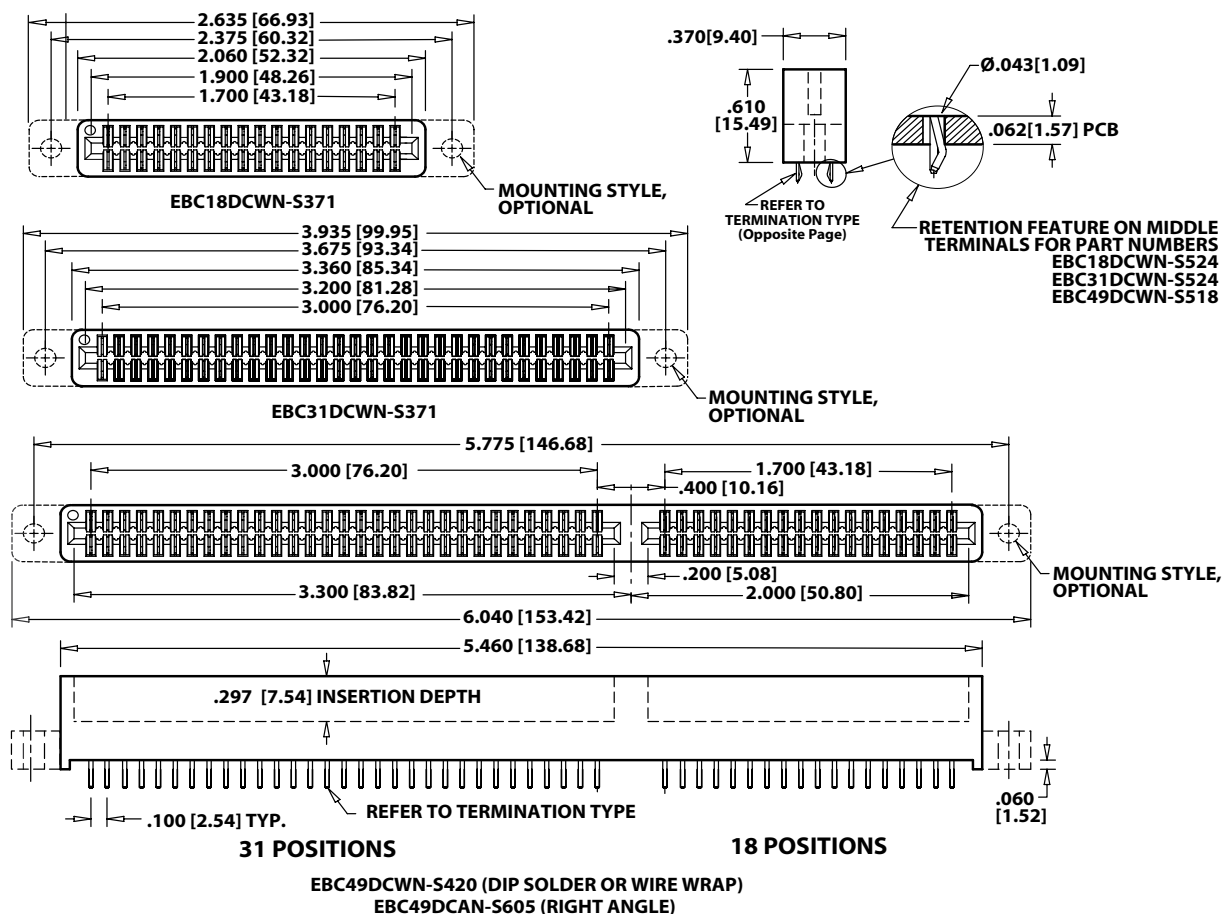 2.635 [66.93]
2.375 [60.32]
2.060 [52.32]
1.900 [48.26]
1.700 [43.18]
MOUNTING STYLE,
OPTIONAL
EBC18DCWN-S371
.370[9.40]
.610
[15.49]
REFER TO
TERMINATION TYPE
(Opposite Page)
Ø.043[1.09]
.062[1.57] PCB
RETENTION FEATURE ON MIDDLE
TERMINALS FOR PART NUMBERS
EBC18DCWN-S524
EBC31DCWN-S524
EBC49DCWN-S518
3.935 [99.95]
3.675 [93.34]
3.360 [85.34]
3.200 [81.28]
3.000 [76.20]
MOUNTING STYLE,
OPTIONAL
EBC31DCWN-S371
5.775 [146.68]
3.000 [76.20]
1.700 [43.18]
.400 [10.16]
.200 [5.08]
3.300 [83.82]
2.000 [50.80]
MOUNTING STYLE,
OPTIONAL
6.040 [153.42]
5.460 [138.68]
.297 [7.54] INSERTION DEPTH
REFER TO TERMINATION TYPE
.100 [2.54] TYP.
.060
[1.52]
31 POSITIONS
18 POSITIONS
EBC49DCWN-S420 (DIP SOLDER OR WIRE WRAP)
EBC49DCAN-S605 (RIGHT ANGLE)